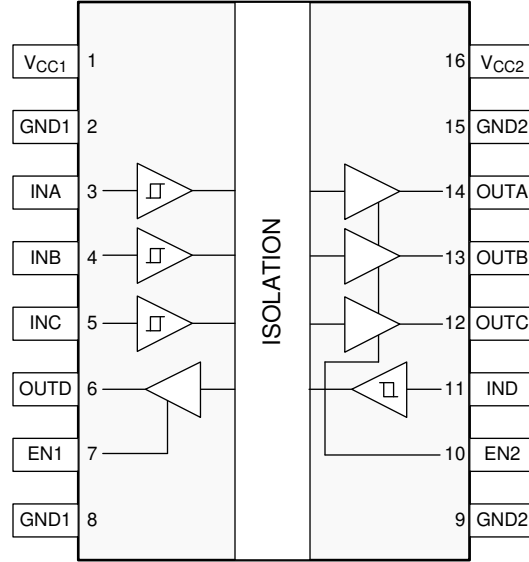 VCC1 1 16 VCC2
GND1 2 15 GND2
INA 3 14 OUTA
INB 4 13 OUTB
INC 5 12 OUTC
OUTD 6 11 IND
EN1 7 10 EN2
GND1 8 9 GND2
ISOLATION